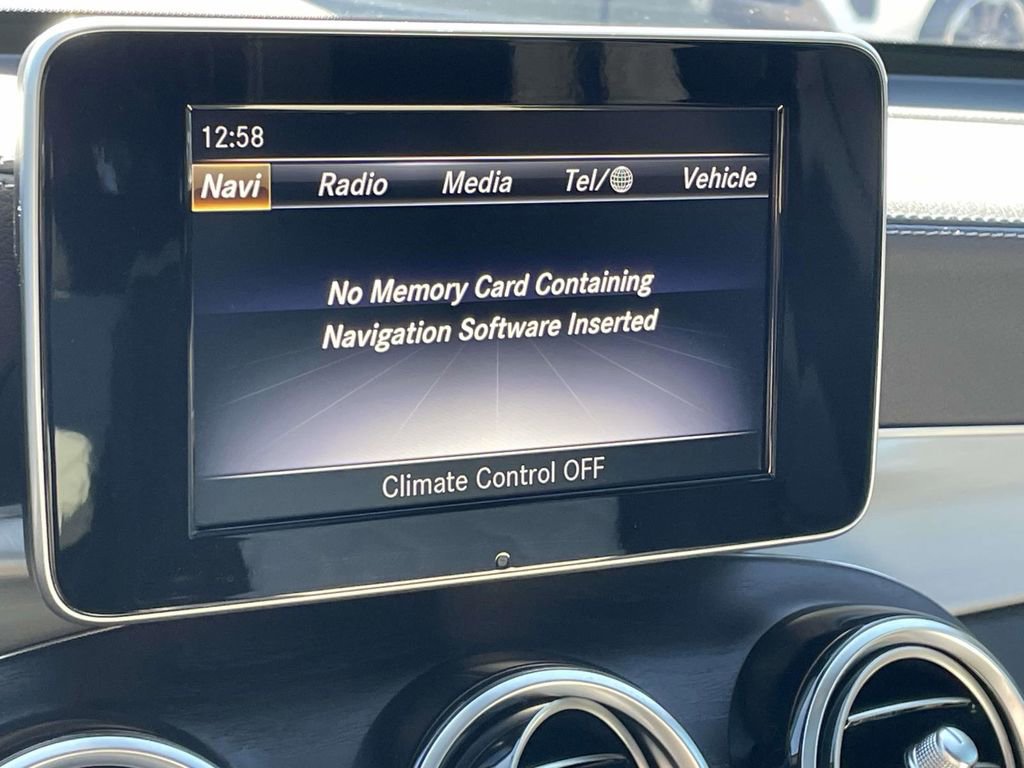 12:58
Navi Radio Media Tel/ Vehicle
No Memory Card Containing
Navigation Software Inserted
Climate Control OFF